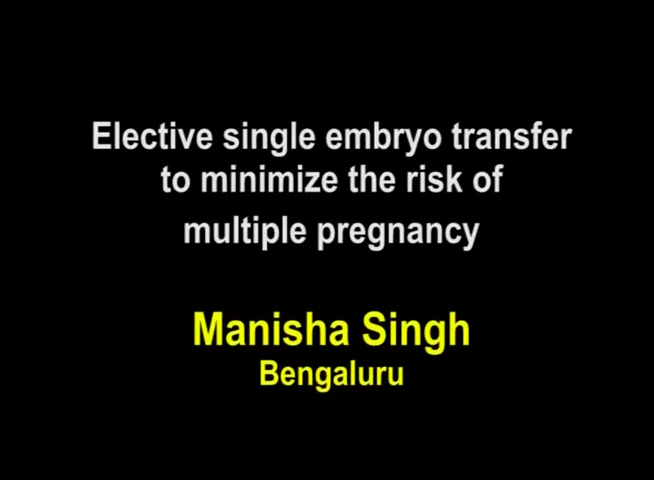 Elective single embryo transfer
to minimize the risk of
multiple pregnancy
Manisha Singh
Bengaluru